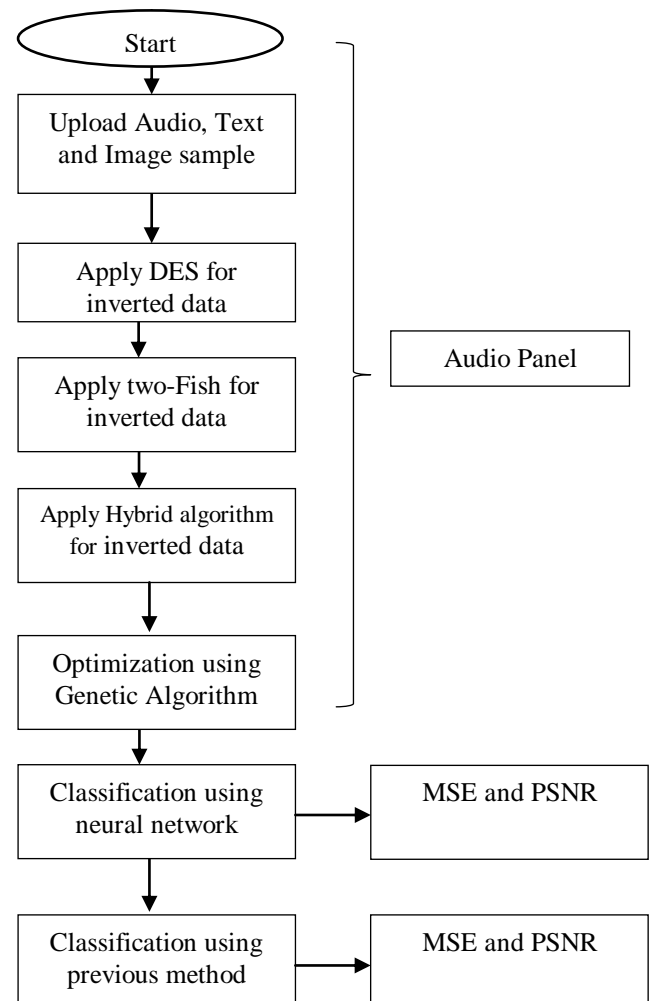 Start
Upload Audio, Text
and Image sample
Apply DES for
inverted data
Apply two-Fish for
inverted data
Apply Hybrid algorithm
for inverted data
Optimization using
Genetic Algorithm
Audio Panel
Classification using
neural network
MSE and PSNR
Classification using
previous method
MSE and PSNR